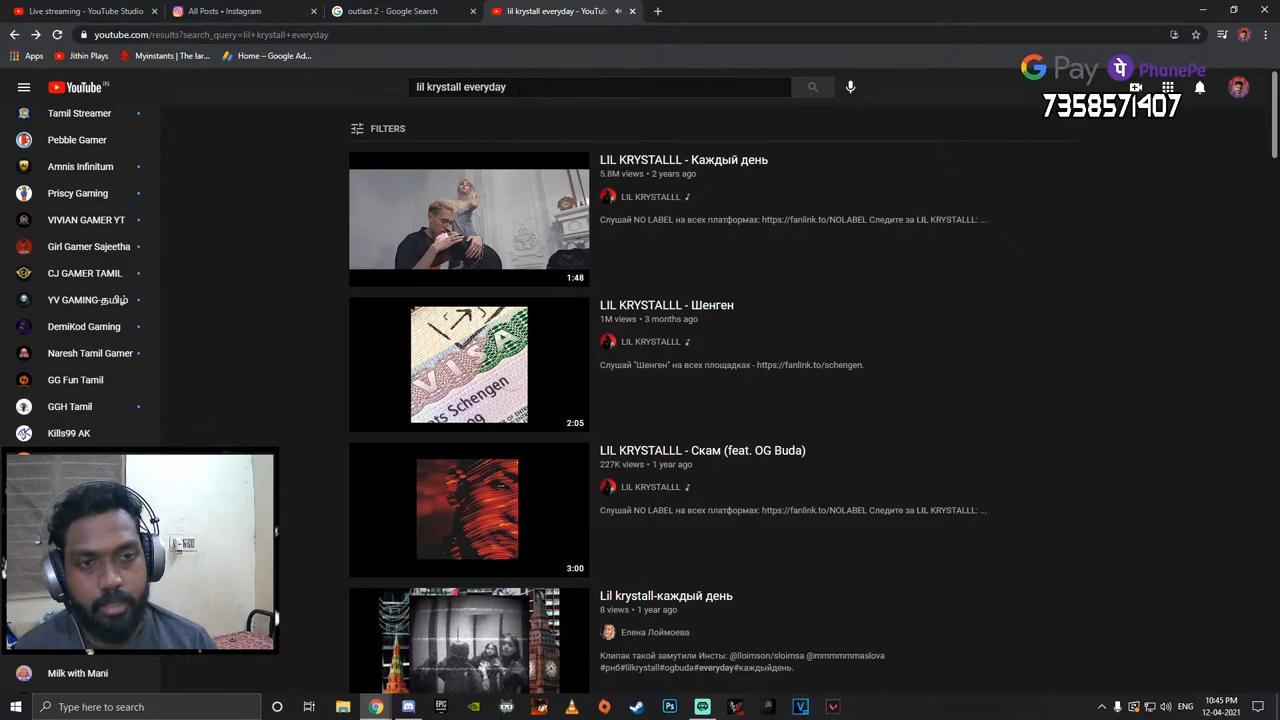 Live streaming - YouTube Studio
All Posts • Instagram
outlast 2 - Google Search
lil krystall everyday - YouTub
youtube.com/results?search_query=lil+krystall+everyday
Apps
Jithin Plays
Myinstants | The lar...
Home – Google Ad...
G Pay
PhonePe
7358571407
YouTube IN
lil krystall everyday
Tamil Streamer
Pebble Gamer
Amnis Infinitum
Priscy Gaming
VIVIAN GAMER YT
Girl Gamer Sajeetha
CJ GAMER TAMIL
YV GAMING-தமிழ்
DemiKod Gaming
Naresh Tamil Gamer
GG Fun Tamil
GGH Tamil
Kills99 AK
Milk with Mani
FILTERS
LIL KRYSTALLL - Каждый день
5.8M views • 2 years ago
LIL KRYSTALLL
Слушай NO LABEL на всех платформах: https://fanlink.to/NOLABEL Следите за LIL KRYSTALLL: ...
1:48
LIL KRYSTALLL - Шенген
1M views • 3 months ago
LIL KRYSTALLL
Слушай "Шенген" на всех площадках - https://fanlink.to/schengen.
VISA
ts Schengen
2:05
LIL KRYSTALLL - Скам (feat. OG Buda)
227K views • 1 year ago
LIL KRYSTALLL
Слушай NO LABEL на всех платформах: https://fanlink.to/NOLABEL Следите за LIL KRYSTALLL: ...
3:00
Lil krystall-каждый день
8 views • 1 year ago
Елена Лоймоева
Клипак такой замутили Инсты: @lloimson/sloimsa @mmmmmmaslova
#рнб#lilkrystall#ogbuda#everyday#каждыйдень.
Type here to search
ENG
10:45 PM
12-04-2021